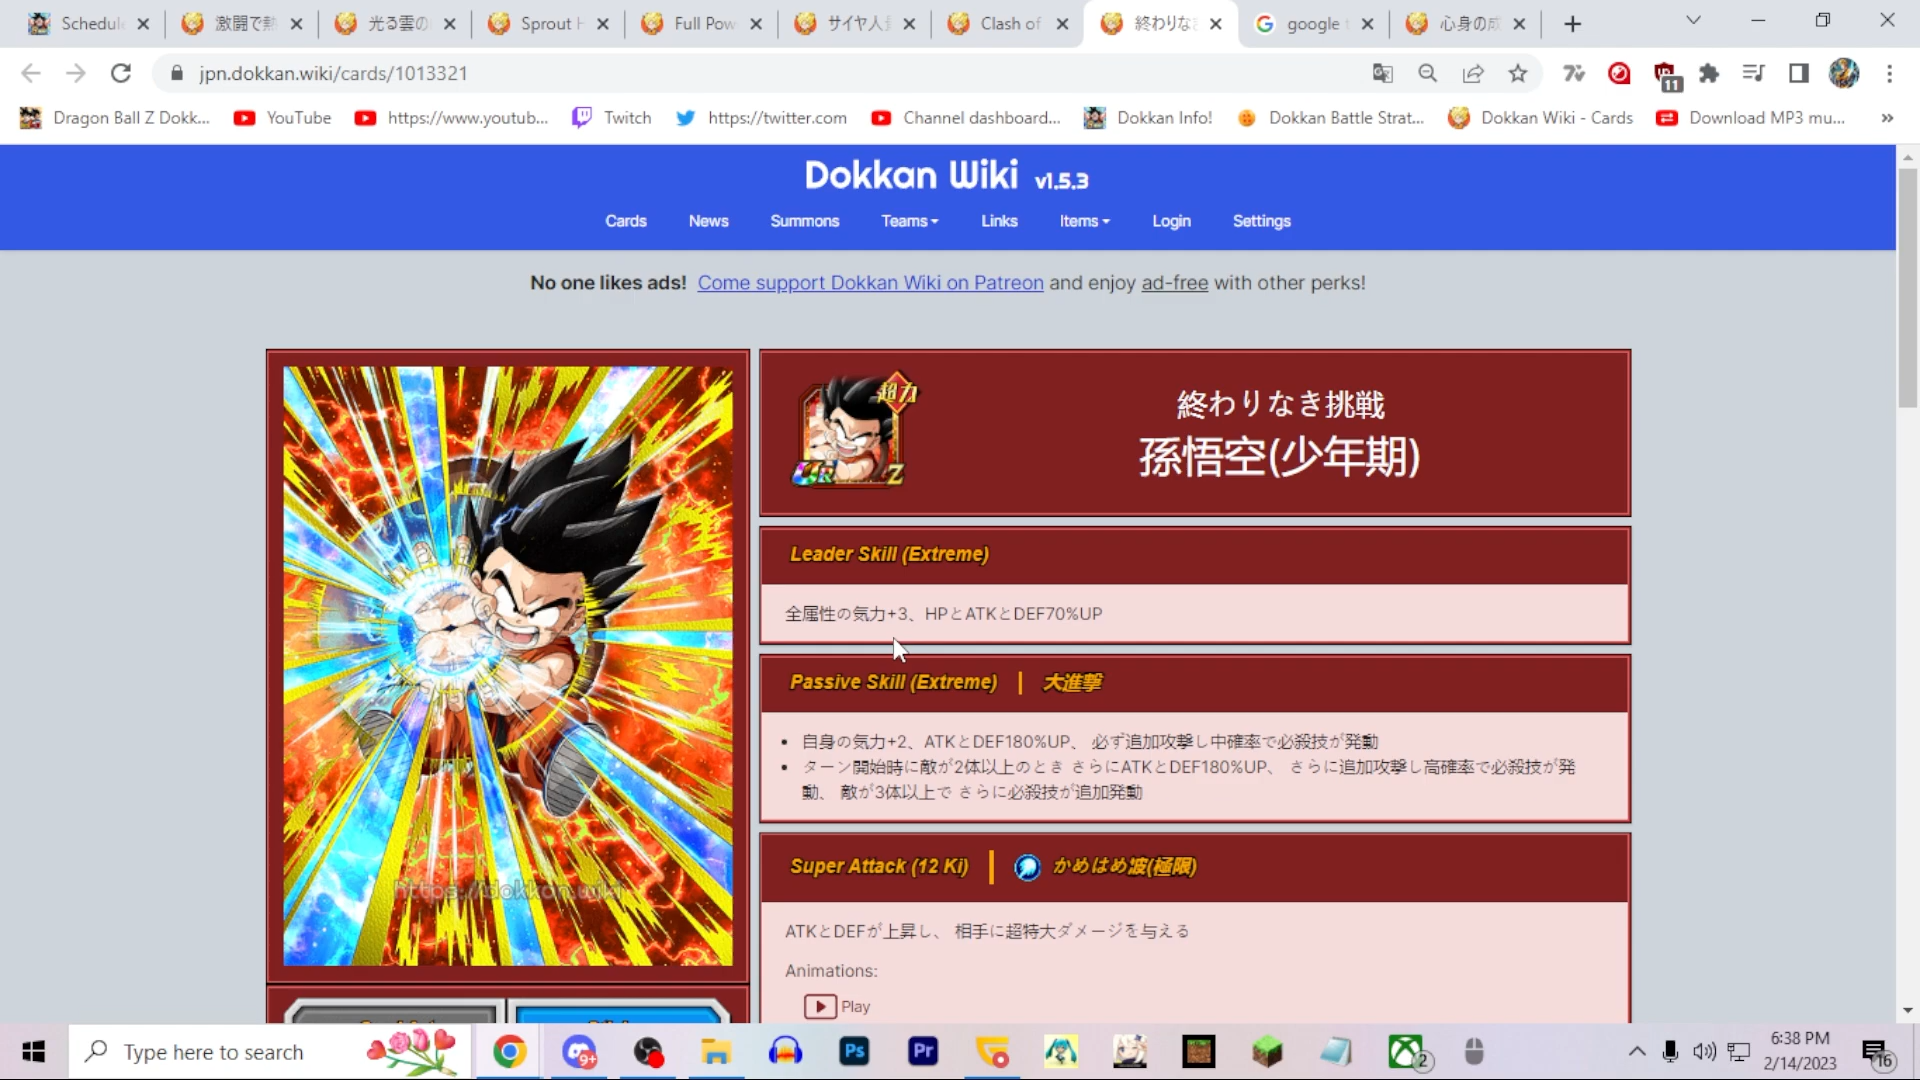 Schedul
激闘で熱
光る雲の
Sprout H
Full Pow
サイヤ人
Clash of
終わりな
google t
心身の成
jpn.dokkan.wiki/cards/1013321
11
Dragon Ball Z Dokk...
YouTube
https://www.youtub...
Twitch
https://twitter.com
Channel dashboard...
Dokkan Info!
Dokkan Battle Strat...
Dokkan Wiki - Cards
Download MP3 mu...
»
Dokkan Wiki v1.5.3
Cards
News
Summons
Teams
Links
Items
Login
Settings
No one likes ads! Come support Dokkan Wiki on Patreon and enjoy ad-free with other perks!
超力
UR
Z
終わりなき挑戦
孫悟空(少年期)
Leader Skill (Extreme)
全属性の気力+3、HPとATKとDEF70%UP
Passive Skill (Extreme) | 大進撃
• 自身の気力+2、ATKとDEF180%UP、 必ず追加攻撃し中確率で必殺技が発動
• ターン開始時に敵が2体以上のとき さらにATKとDEF180%UP、 さらに追加攻撃し高確率で必殺技が発
動、 敵が3体以上で さらに必殺技が追加発動
Super Attack (12 Ki) | かめはめ波(極限)
ATKとDEFが上昇し、 相手に超特大ダメージを与える
Animations:
Play
https://dokkan.wiki
Type here to search
9+
Ps
Pr
2
6:38 PM
2/14/2023
16